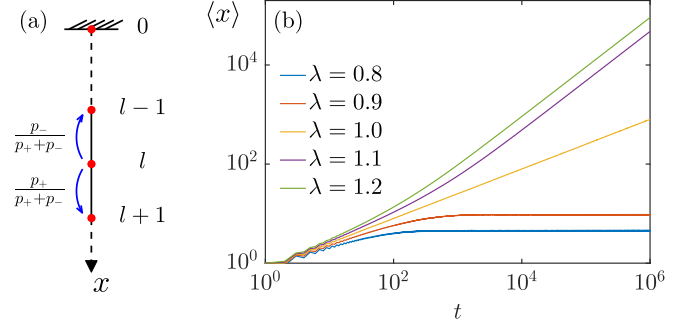 (a)
0
l − 1
p₋/(p₊+p₋)
l
p₊/(p₊+p₋)
l + 1
x
⟨x⟩
(b)
10⁴
10²
10⁰
λ = 0.8
λ = 0.9
λ = 1.0
λ = 1.1
λ = 1.2
10⁰ 10² 10⁴ 10⁶
t